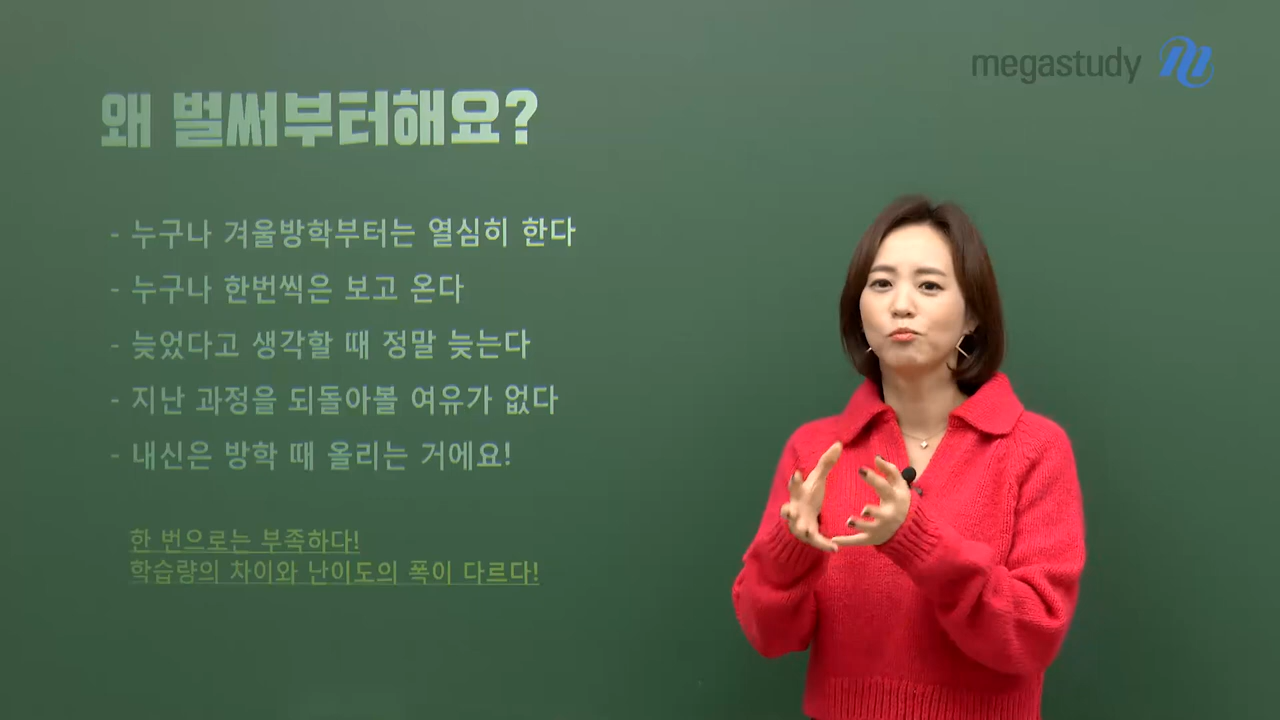 megastudy
왜 벌써부터해요?
- 누구나 겨울방학부터는 열심히 한다
- 누구나 한번씩은 보고 온다
- 늦었다고 생각할 때 정말 늦는다
- 지난 과정을 되돌아볼 여유가 없다
- 내신은 방학 때 올리는 거에요!
한 번으로는 부족하다!
학습량의 차이와 난이도의 폭이 다르다!